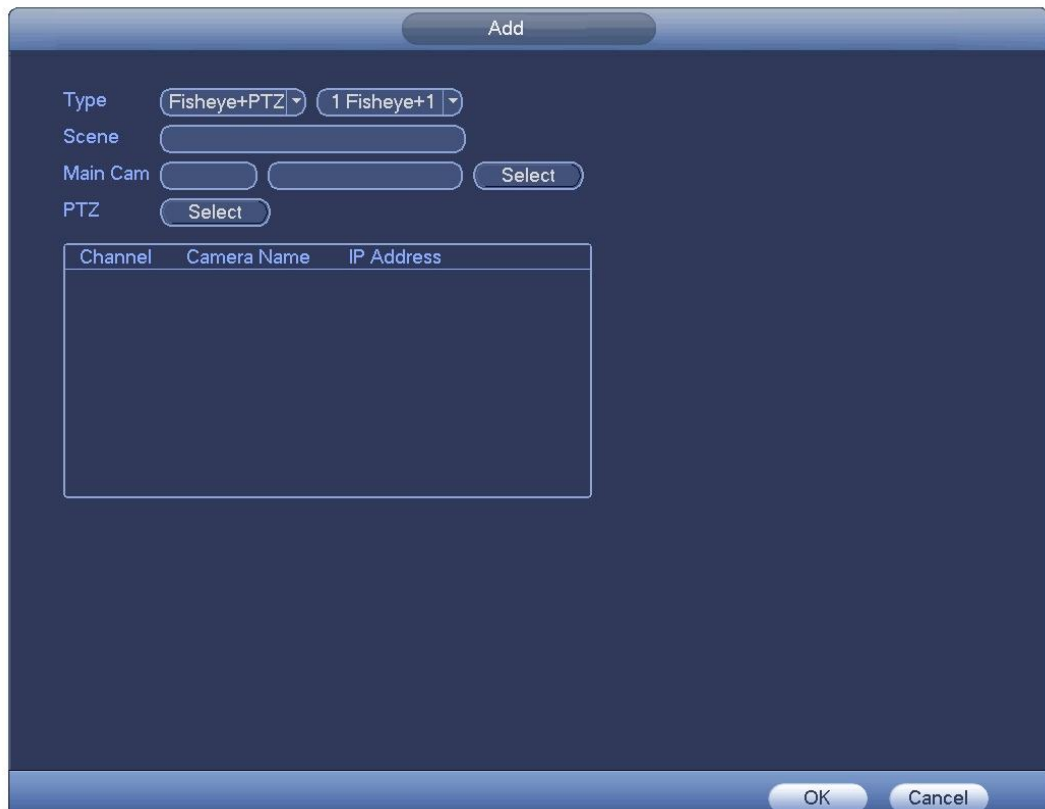 Add
Type Fisheye+PTZ 1 Fisheye+1
Scene
Main Cam Select
PTZ Select
Channel Camera Name IP Address
OK Cancel